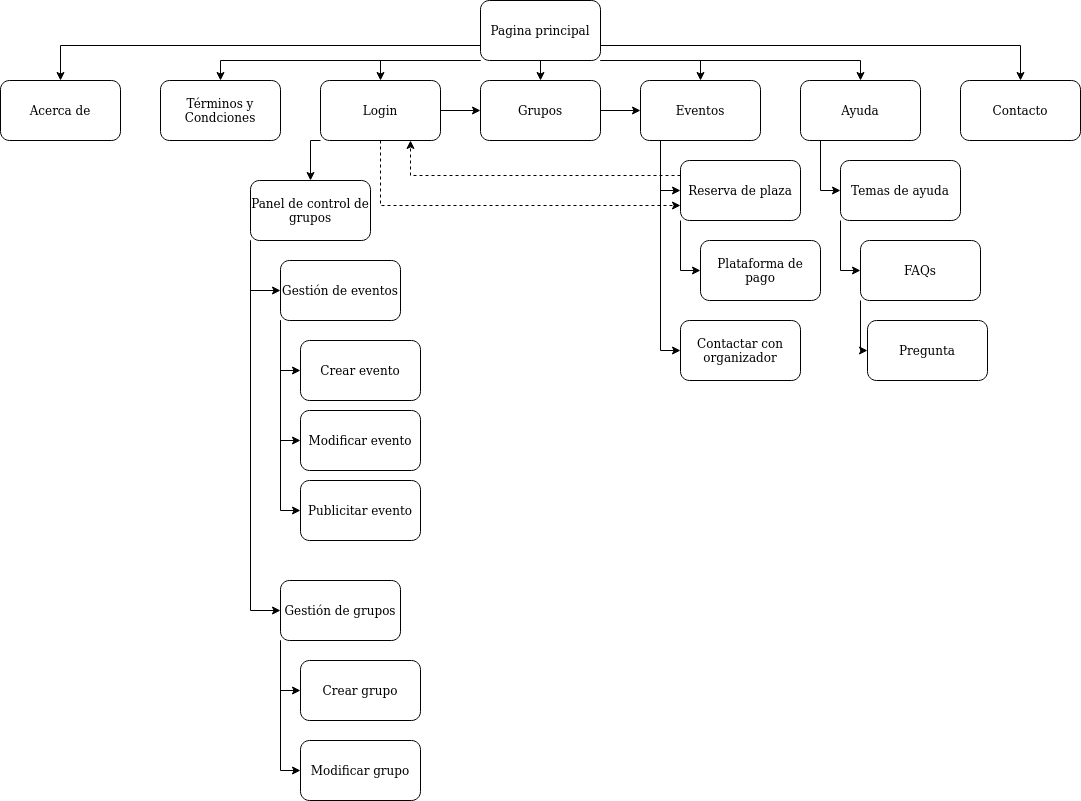 Pagina principal
Acerca de
Términos y
Condciones
Login
Grupos
Eventos
Ayuda
Contacto
Panel de control de
grupos
Reserva de plaza
Temas de ayuda
Gestión de eventos
Plataforma de
pago
FAQs
Crear evento
Contactar con
organizador
Pregunta
Modificar evento
Publicitar evento
Gestión de grupos
Crear grupo
Modificar grupo